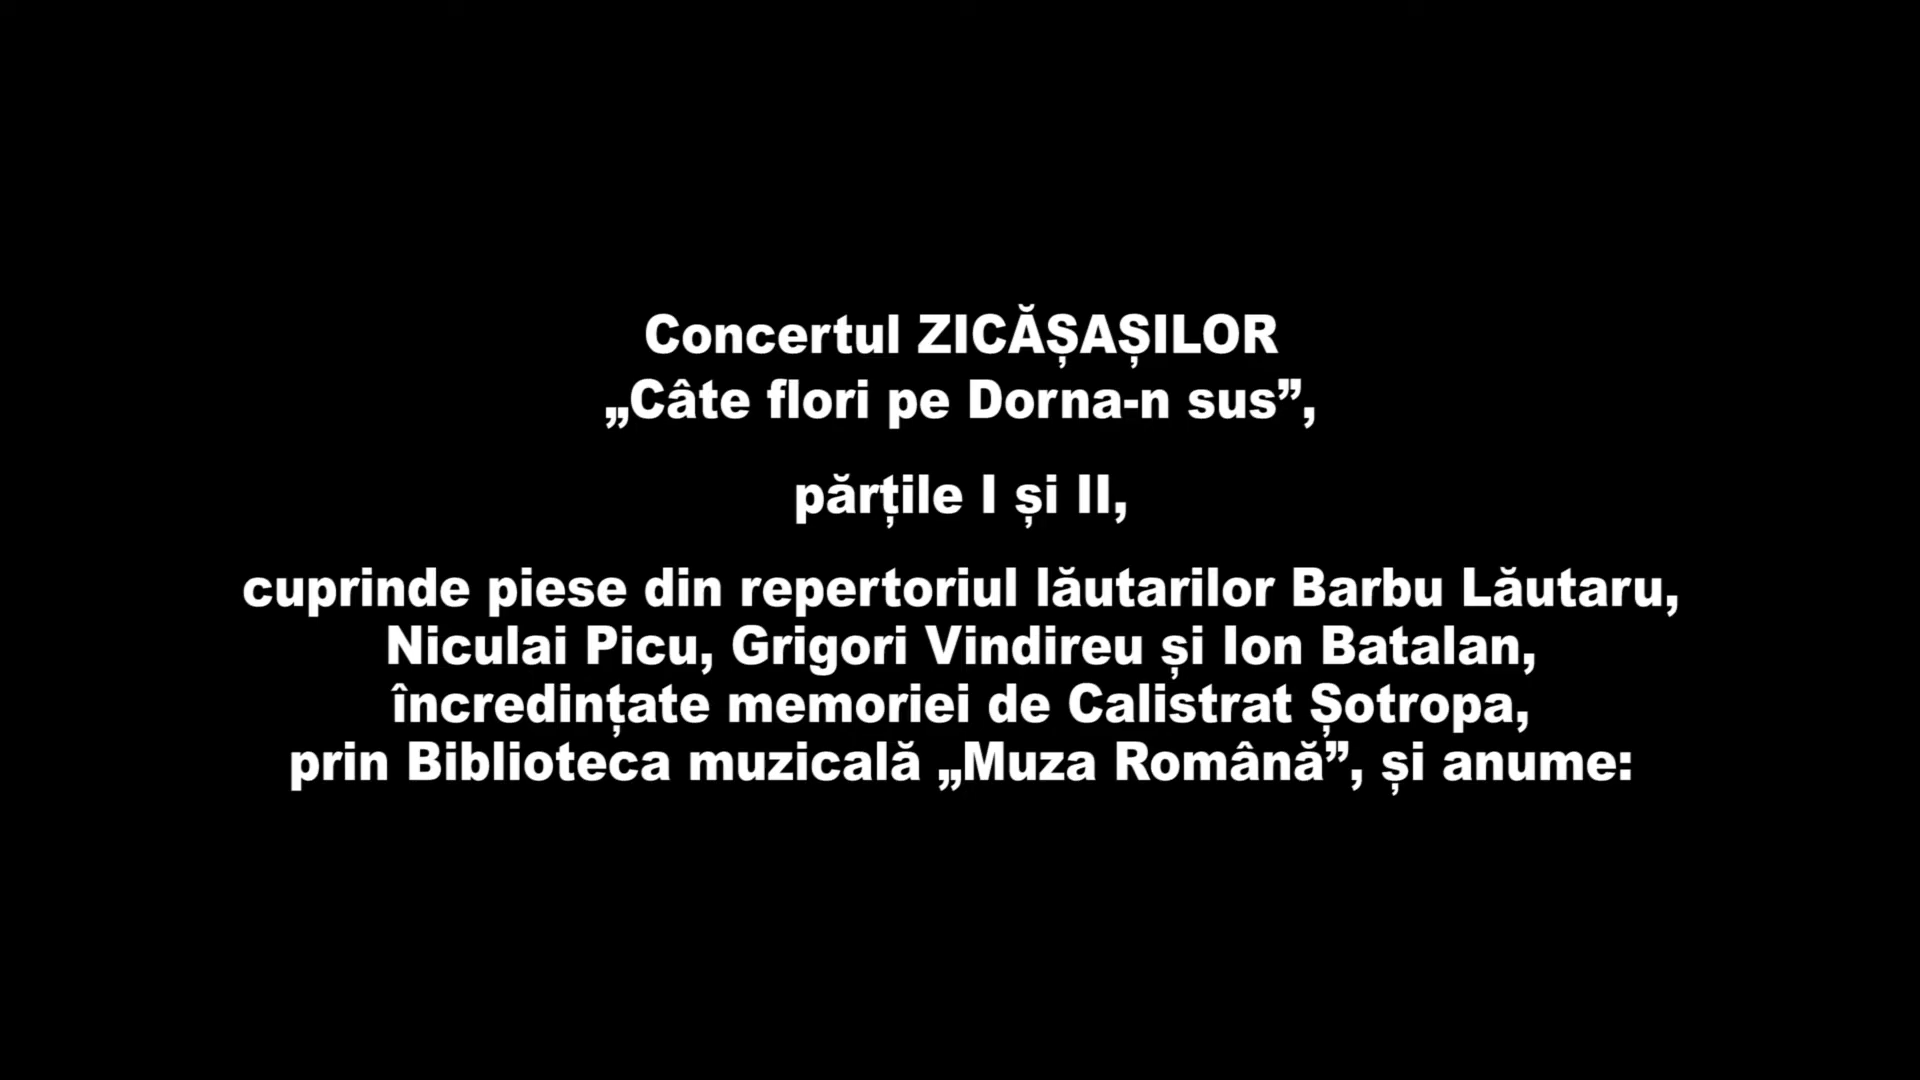 Concertul ZICĂȘAȘILOR
„Câte flori pe Dorna-n sus”,
părțile I și II,
cuprinde piese din repertoriul lăutarilor Barbu Lăutaru,
Niculai Picu, Grigori Vindireu și Ion Batalan,
încredințate memoriei de Calistrat Șotropa,
prin Biblioteca muzicală „Muza Română”, și anume: